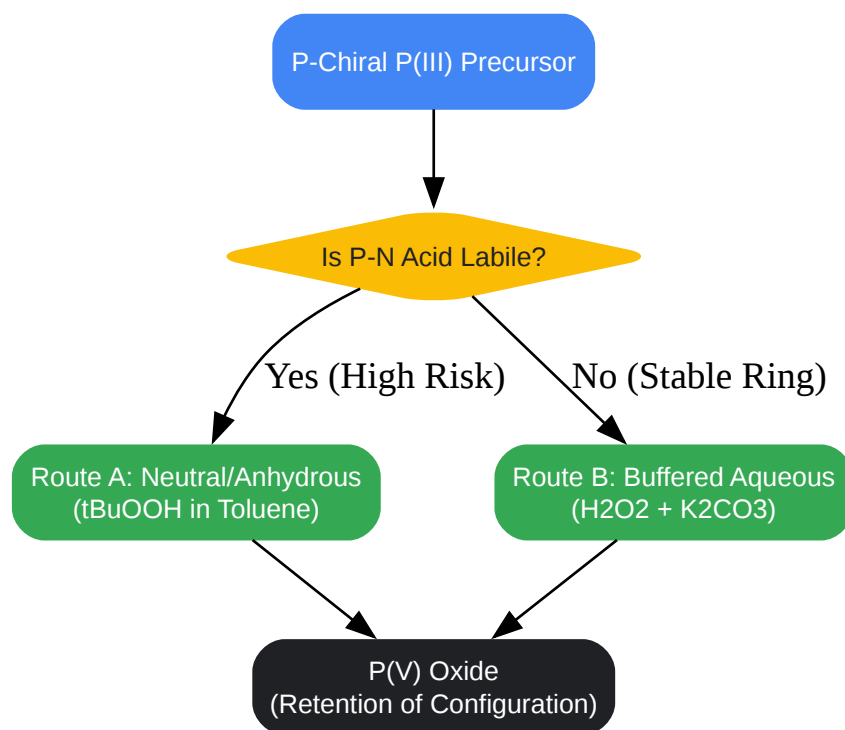 P-Chiral P(III) Precursor
Is P-N Acid Labile?
Yes (High Risk)
No (Stable Ring)
Route A: Neutral/Anhydrous
(tBuOOH in Toluene)
Route B: Buffered Aqueous
(H2O2 + K2CO3)
P(V) Oxide
(Retention of Configuration)